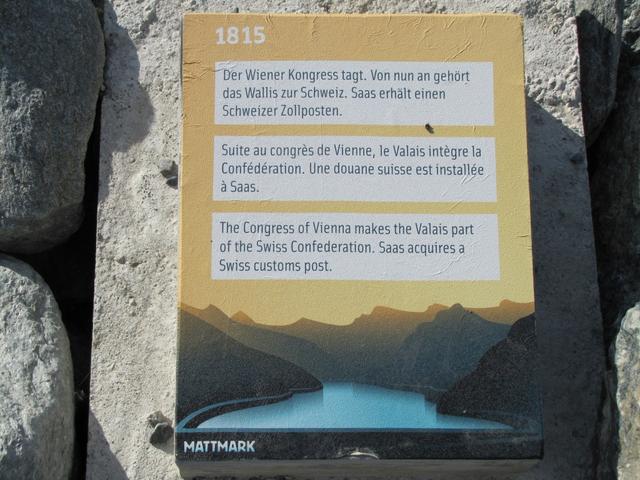 1815
Der Wiener Kongress tagt. Von nun an gehört
das Wallis zur Schweiz. Saas erhält einen
Schweizer Zollposten.
Suite au congrès de Vienne, le Valais intègre la
Confédération. Une douane suisse est installée
à Saas.
The Congress of Vienna makes the Valais part
of the Swiss Confederation. Saas acquires a
Swiss customs post.
MATTMARK